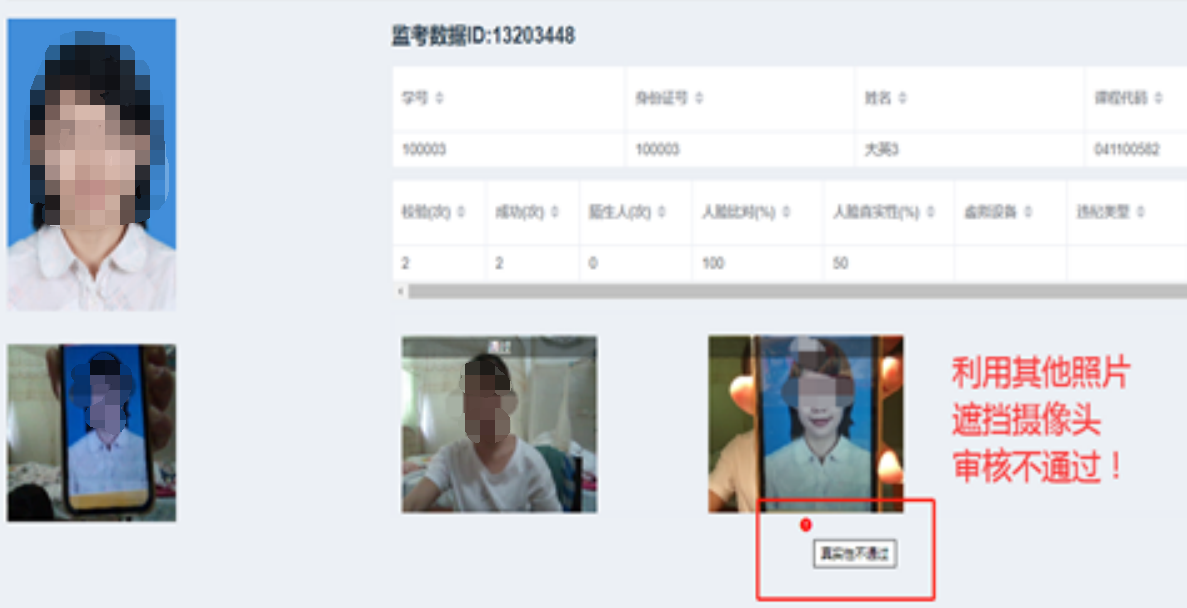 监考数据ID:13203448
学号 身份证号 姓名 课程代码
100003 100003 大英3 041100582
校验(次) 成功(次) 陌生人(次) 人脸比对(%) 人脸真实性(%) 虚拟设备 违纪类型
2 2 0 100 50
通过
利用其他照片
遮挡摄像头
审核不通过！
真实性不通过